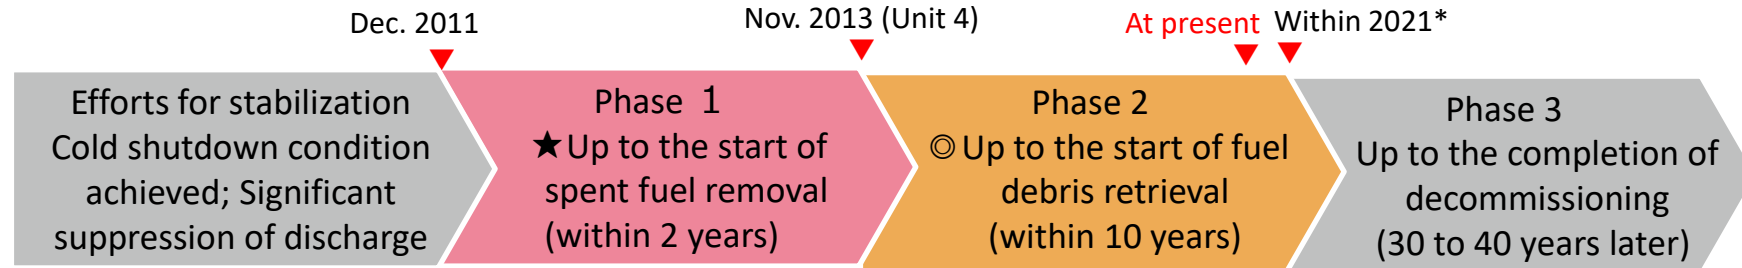 Dec. 2011
Nov. 2013 (Unit 4)
At present
Within 2021*
Efforts for stabilization
Cold shutdown condition
achieved; Significant
suppression of discharge
Phase 1
★Up to the start of
spent fuel removal
(within 2 years)
Phase 2
◎Up to the start of fuel
debris retrieval
(within 10 years)
Phase 3
Up to the completion of
decommissioning
(30 to 40 years later)